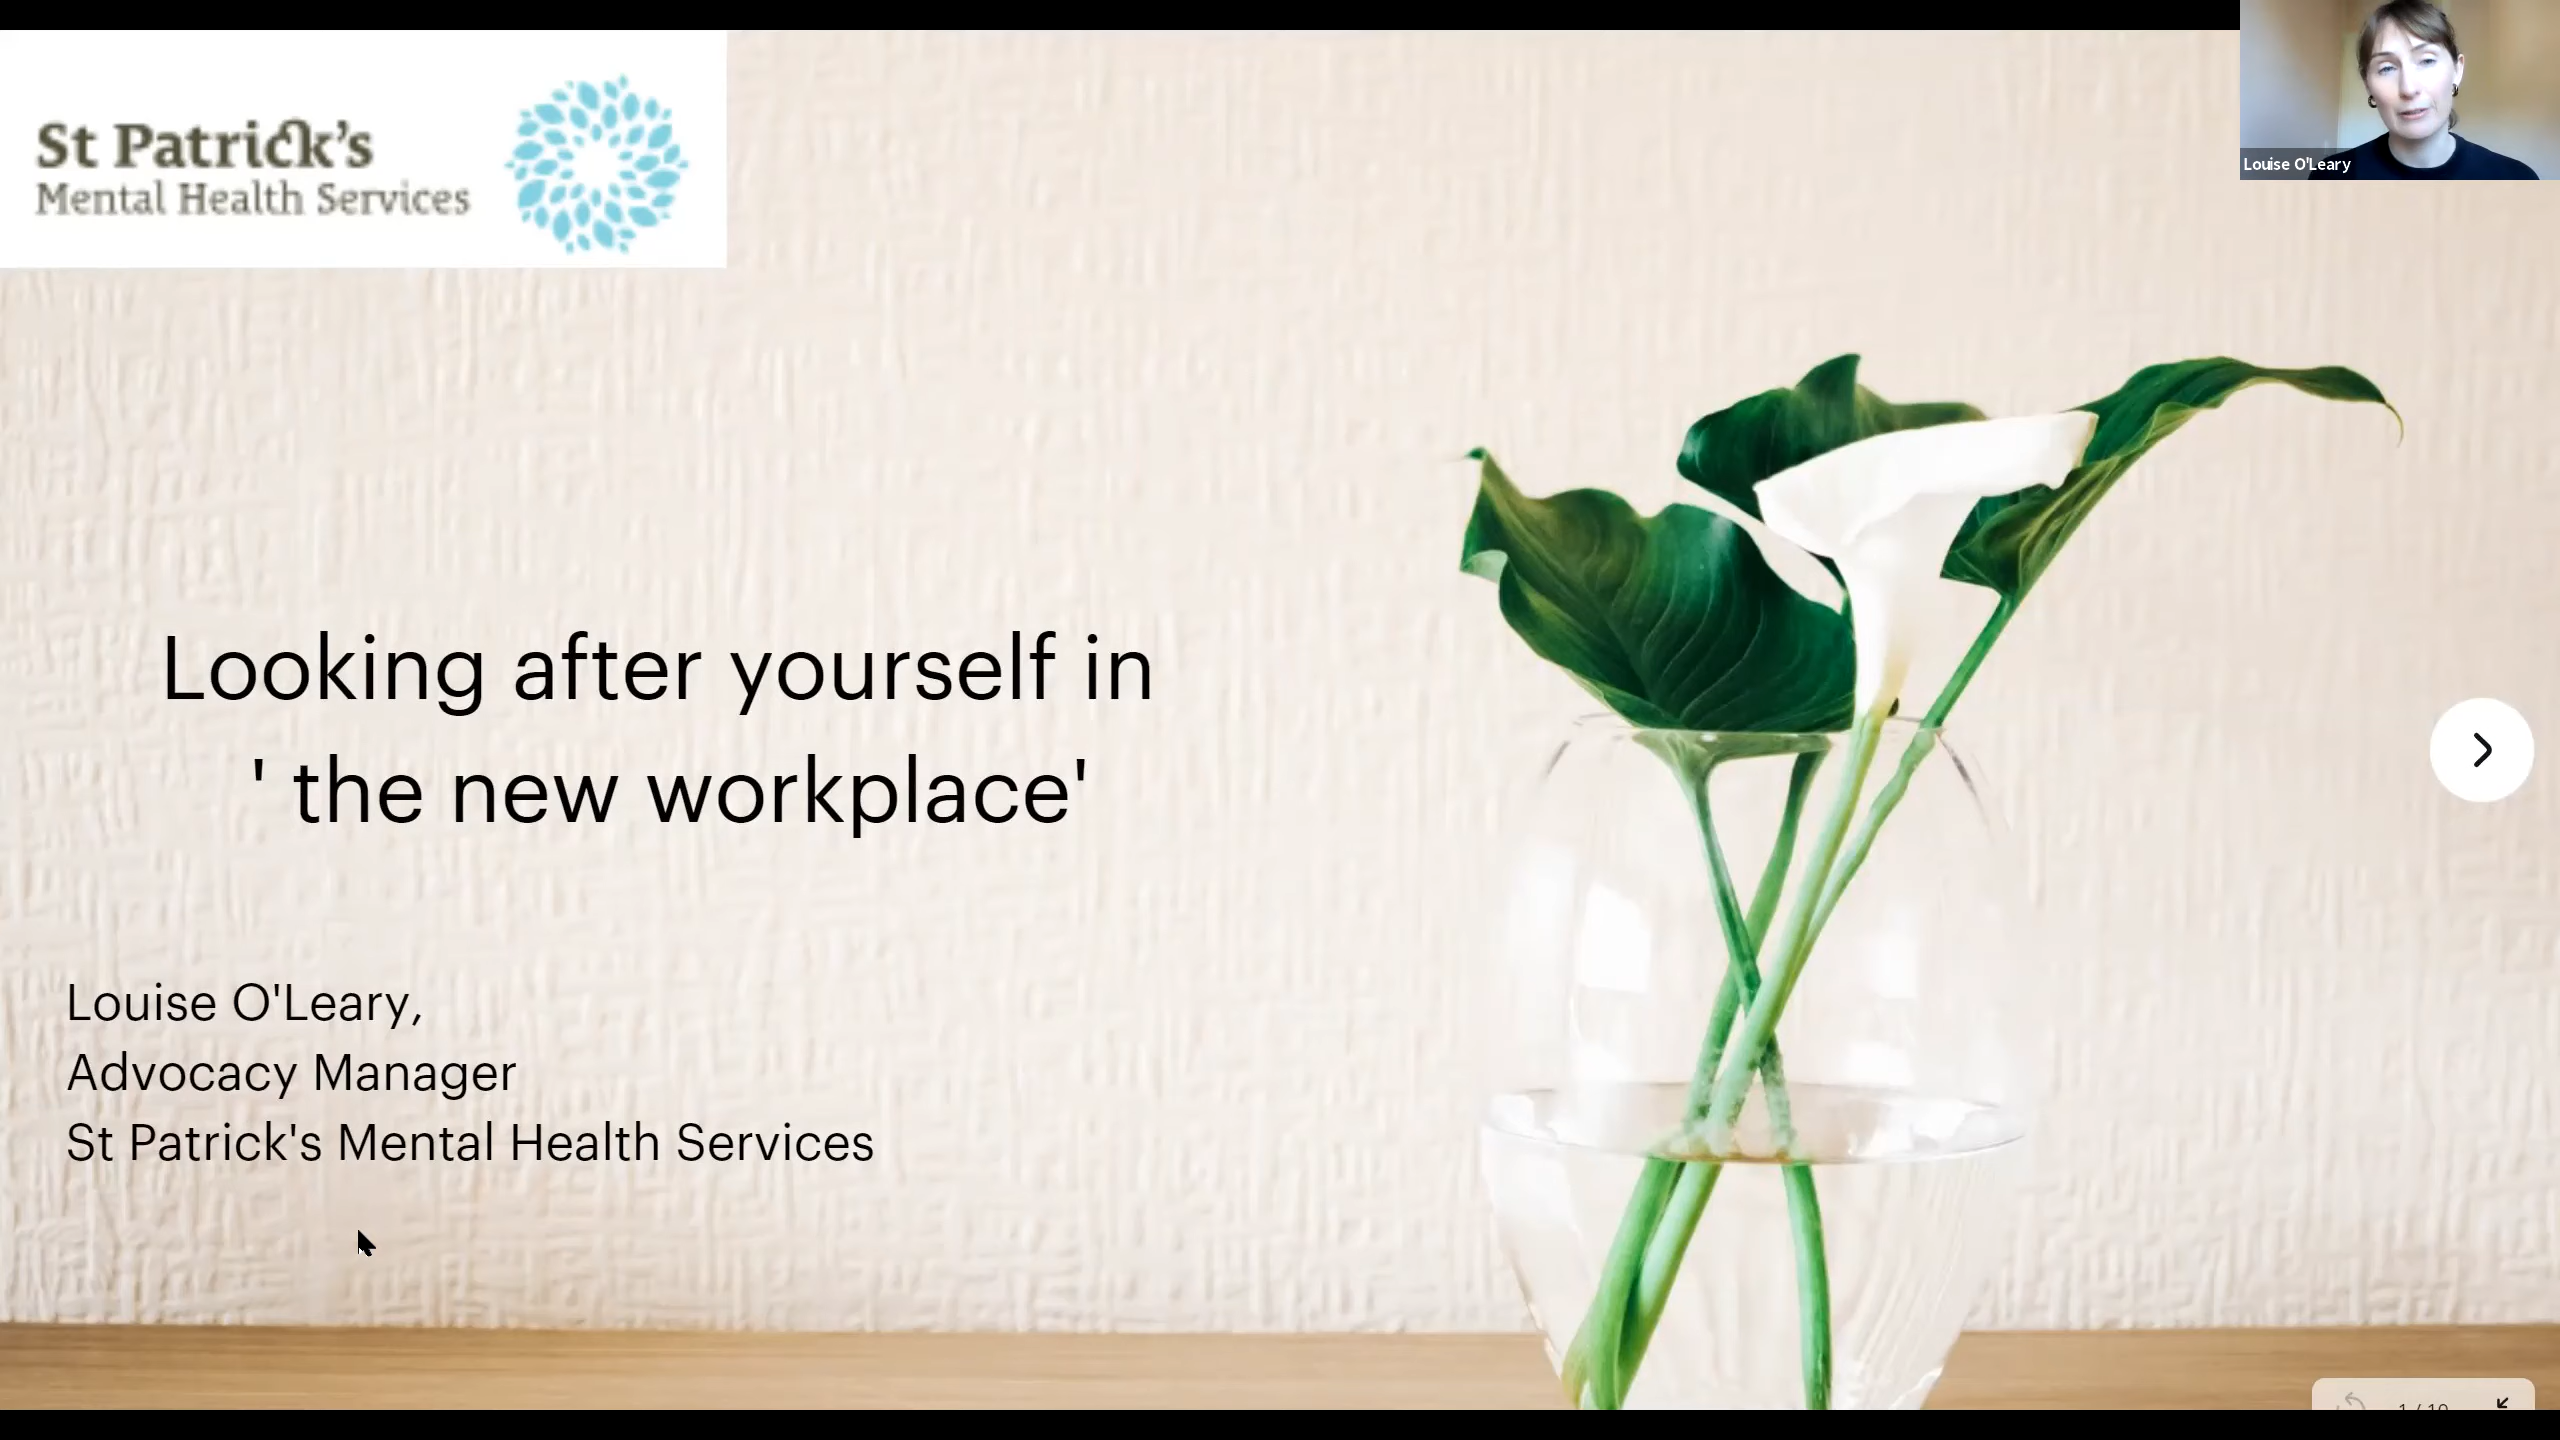 St Patrick's
Mental Health Services
Louise O'Leary
Looking after yourself in
' the new workplace'
Louise O'Leary,
Advocacy Manager
St Patrick's Mental Health Services